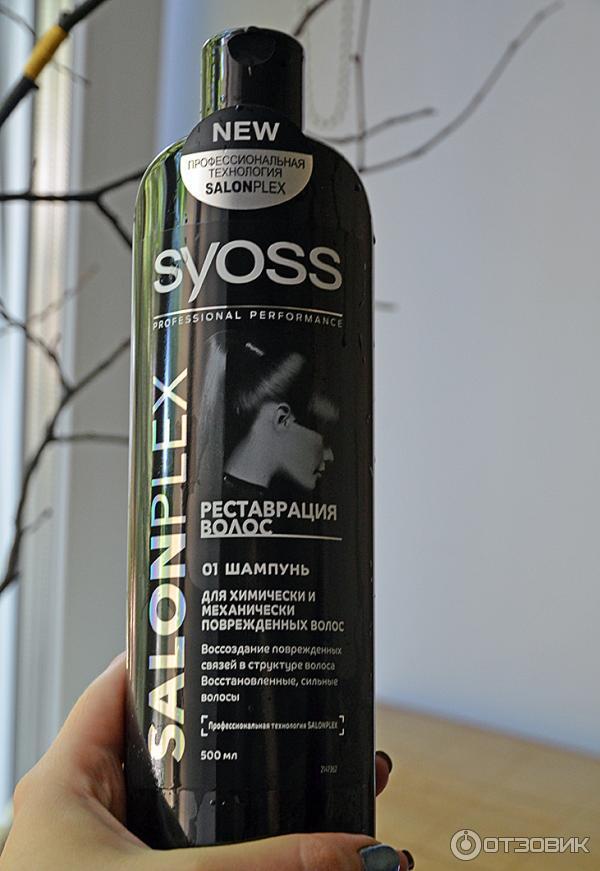 NEW
ПРОФЕССИОНАЛЬНАЯ
ТЕХНОЛОГИЯ
SALONPLEX
syoss
PROFESSIONAL PERFORMANCE
SALONPLEX
РЕСТАВРАЦИЯ
ВОЛОС
01 ШАМПУНЬ
ДЛЯ ХИМИЧЕСКИ И
МЕХАНИЧЕСКИ
ПОВРЕЖДЕННЫХ ВОЛОС
Воссоздание поврежденных
связей в структуре волоса
Восстановленные, сильные
волосы
Профессиональная технология SALONPLEX
500 мл
ОТЗОВИК